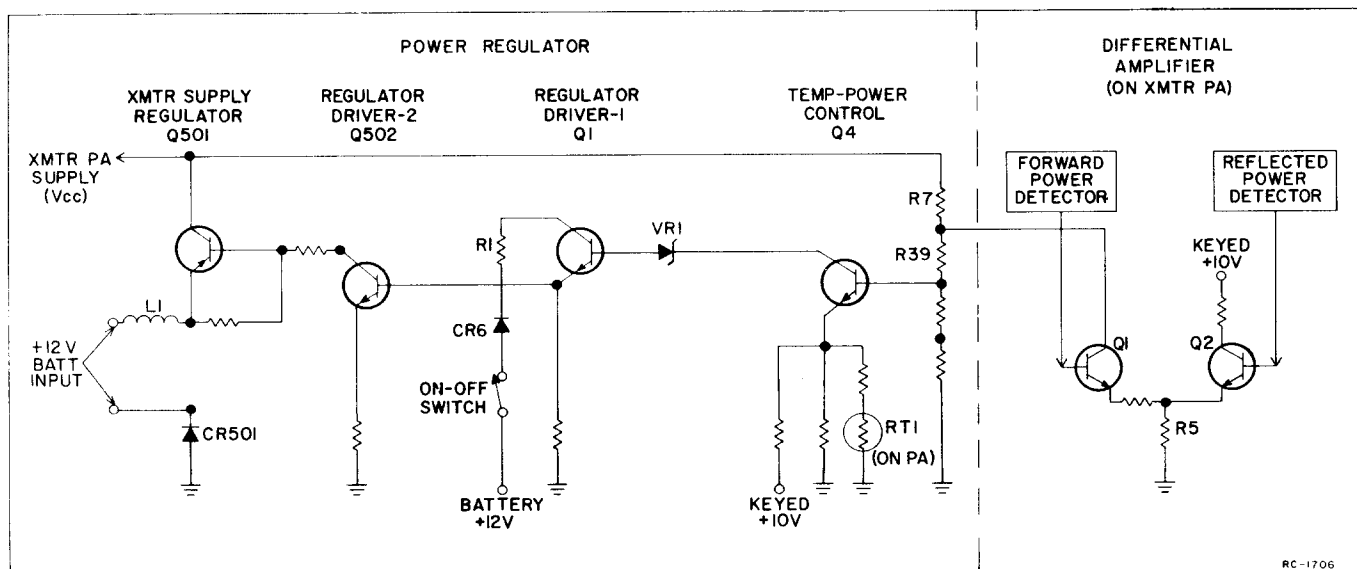 POWER REGULATOR
DIFFERENTIAL
AMPLIFIER
(ON XMTR PA)
XMTR SUPPLY
REGULATOR
Q501
REGULATOR
DRIVER-2
Q502
REGULATOR
DRIVER-1
Q1
TEMP-POWER
CONTROL
Q4
XMTR PA
SUPPLY
(Vcc)
FORWARD
POWER
DETECTOR
REFLECTED
POWER
DETECTOR
R7
R1
VR1
R39
KEYED
+10V
L1
CR6
Q1
Q2
+12V
BATT
INPUT
ON-OFF
SWITCH
CR501
RT1
(ON PA)
R5
BATTERY
+12V
KEYED
+10V
RC-1706